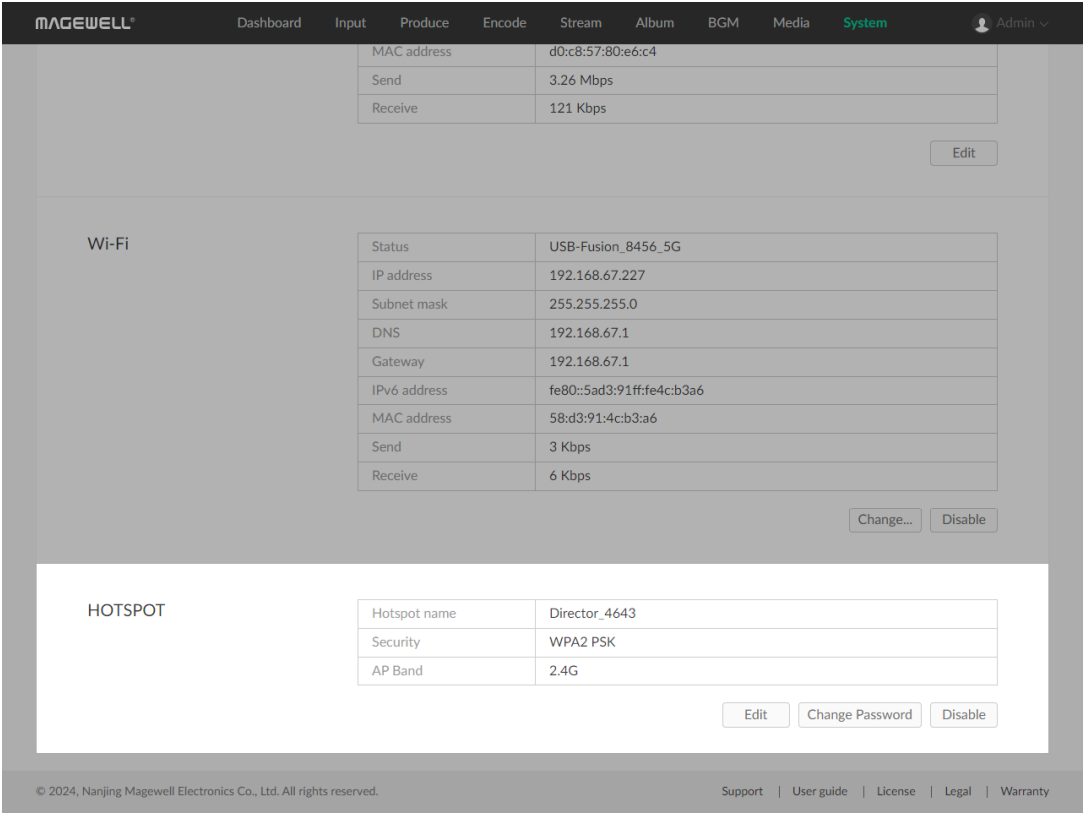 MAGEWELL® Dashboard Input Produce Encode Stream Album BGM Media System Admin
MAC address d0:c8:57:80:e6:c4
Send 3.26 Mbps
Receive 121 Kbps
Edit
Wi-Fi
Status USB-Fusion_8456_5G
IP address 192.168.67.227
Subnet mask 255.255.255.0
DNS 192.168.67.1
Gateway 192.168.67.1
IPv6 address fe80::5ad3:91ff:fe4c:b3a6
MAC address 58:d3:91:4c:b3:a6
Send 3 Kbps
Receive 6 Kbps
Change... Disable
HOTSPOT
Hotspot name Director_4643
Security WPA2 PSK
AP Band 2.4G
Edit Change Password Disable
© 2024, Nanjing Magewell Electronics Co., Ltd. All rights reserved. Support | User guide | License | Legal | Warranty